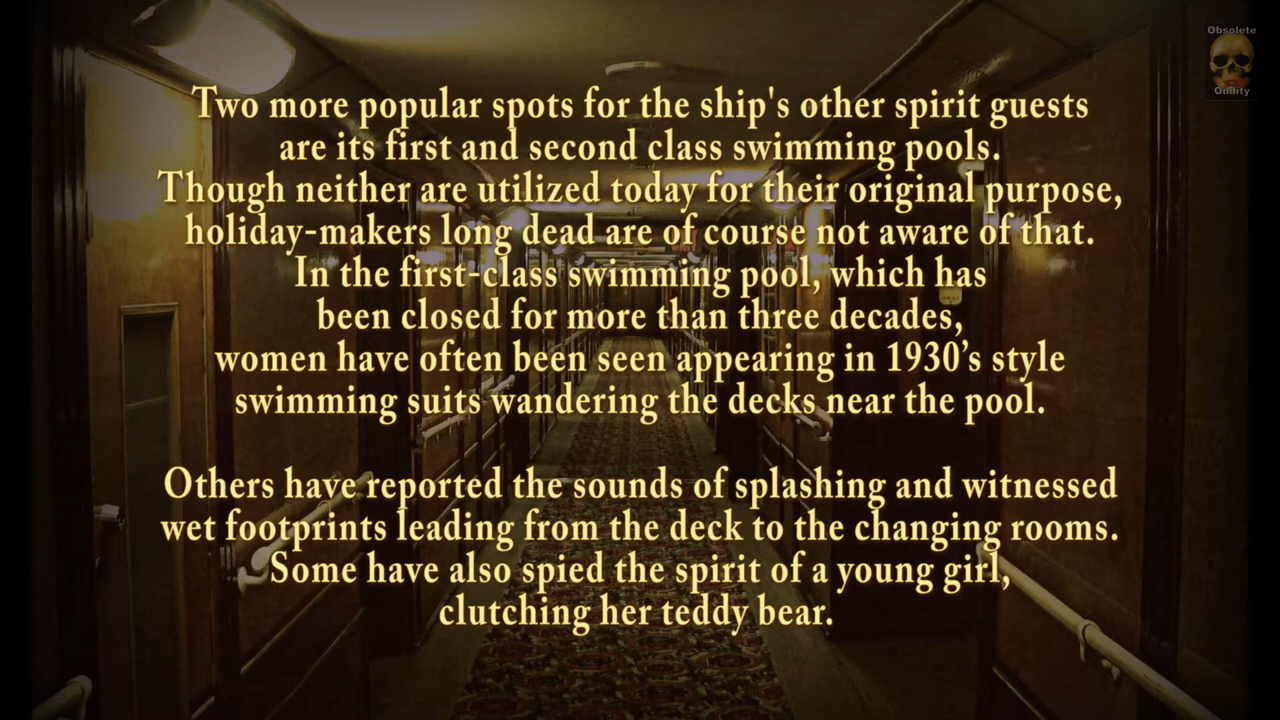 Obsolete
Oddity
Two more popular spots for the ship's other spirit guests
are its first and second class swimming pools.
Though neither are utilized today for their original purpose,
holiday-makers long dead are of course not aware of that.
In the first-class swimming pool, which has
been closed for more than three decades,
women have often been seen appearing in 1930’s style
swimming suits wandering the decks near the pool.
Others have reported the sounds of splashing and witnessed
wet footprints leading from the deck to the changing rooms.
Some have also spied the spirit of a young girl,
clutching her teddy bear.